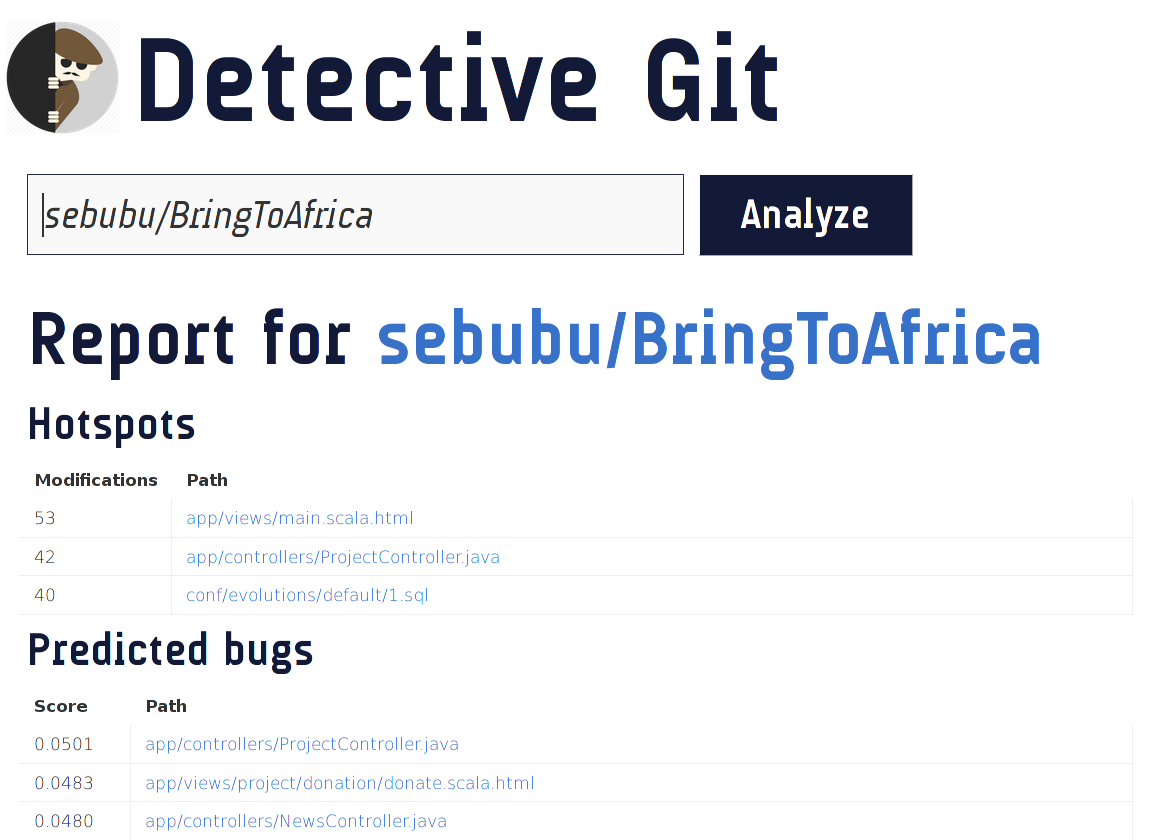 Detective Git
sebubu/BringToAfrica
Analyze
Report for sebubu/BringToAfrica
Hotspots
Modifications Path
53 app/views/main.scala.html
42 app/controllers/ProjectController.java
40 conf/evolutions/default/1.sql
Predicted bugs
Score Path
0.0501 app/controllers/ProjectController.java
0.0483 app/views/project/donation/donate.scala.html
0.0480 app/controllers/NewsController.java